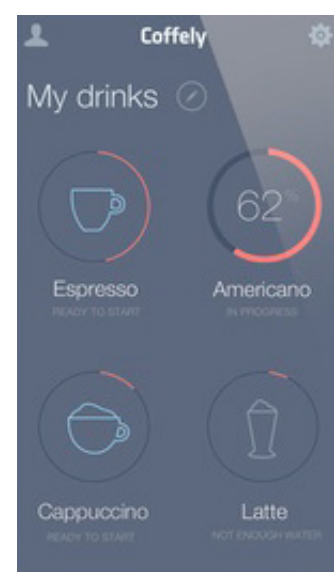 Coffely
My drinks
Espresso
READY TO START
62%
Americano
IN PROGRESS
Cappuccino
READY TO START
Latte
NOT ENOUGH WATER